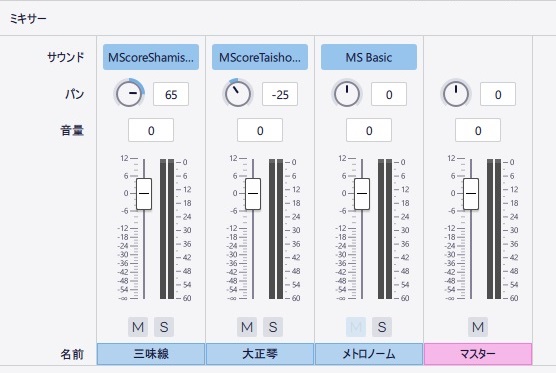 ミキサー
サウンド MScoreShamis... MScoreTaisho... MS Basic
パン 65 -25 0 0
音量 0 0 0 0
12 0 12 0 12 0 12 0
6 6 6 6 6 6 6 6
0 12 0 12 0 12 0 12
-6 18 -6 18 -6 18 -6 18
-12 24 -12 24 -12 24 -12 24
-18 30 -18 30 -18 30 -18 30
-24 36 -24 36 -24 36 -24 36
-30 42 -30 42 -30 42 -30 42
-36 48 -36 48 -36 48 -36 48
-42 54 -42 54 -42 54 -42 54
-48 60 -48 60 -48 60 -48 60
-54 -54 -54 -54
-∞ -∞ -∞ -∞
M S M S M S M
名前 三味線 大正琴 メトロノーム マスター